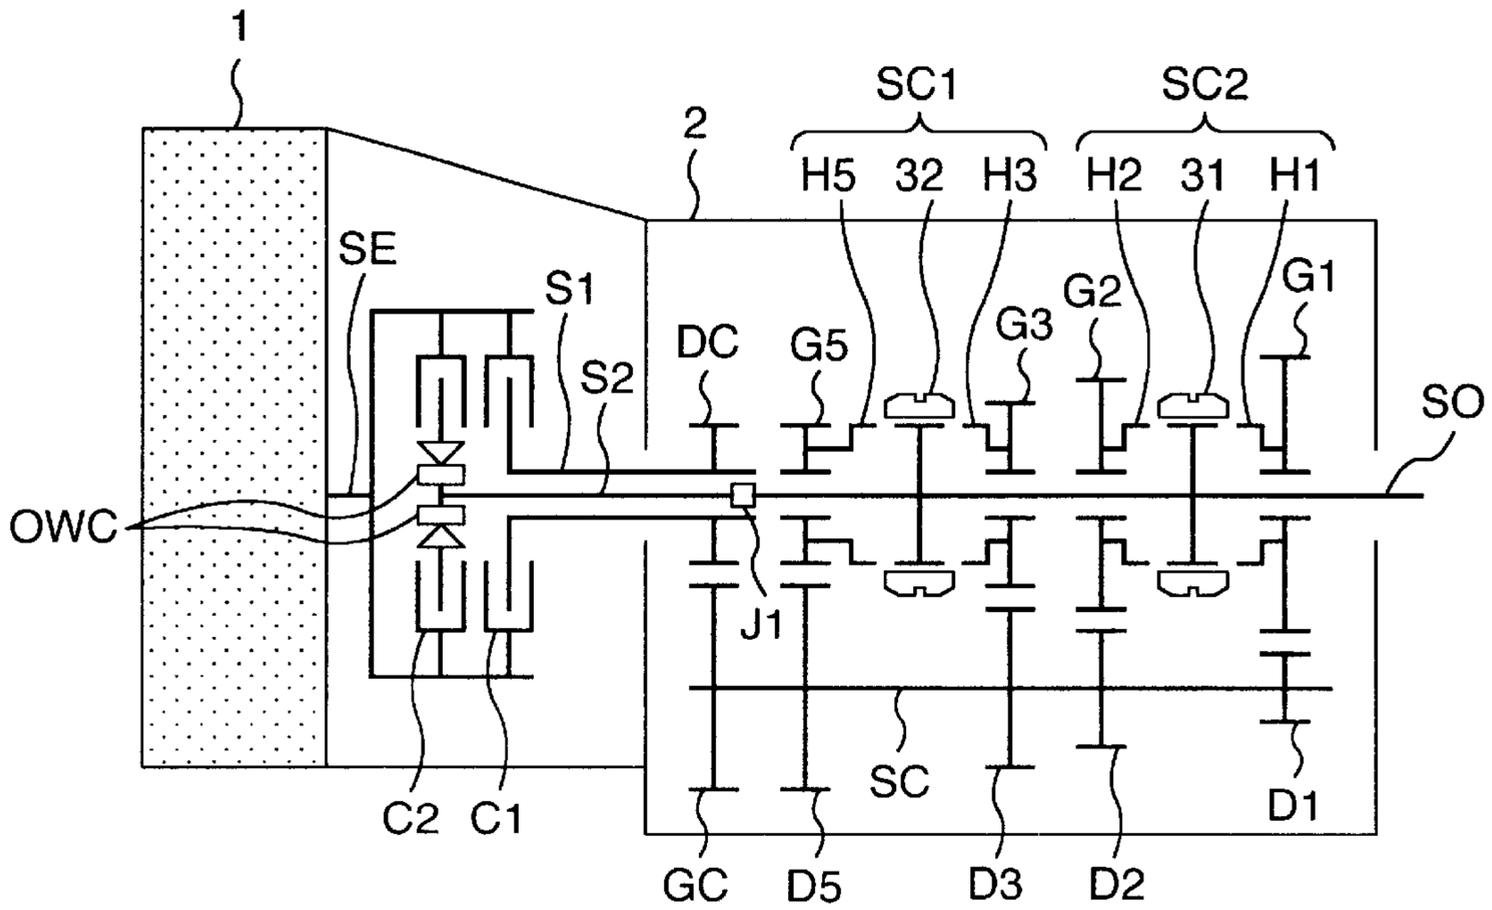 1
SC1 SC2
2
H5 32 H3 H2 31 H1
SE
S1
G2 G1
DC G5 G3
S2
SO
OWC
J1
SC
C2 C1 D1
GC D5 D3 D2